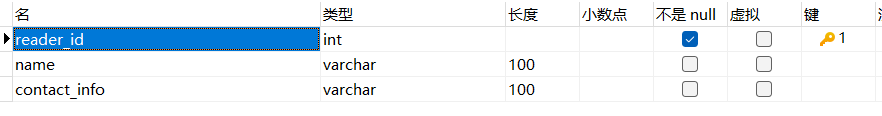 名 类型 长度 小数点 不是 null 虚拟 键
reader_id int 1
name varchar 100
contact_info varchar 100